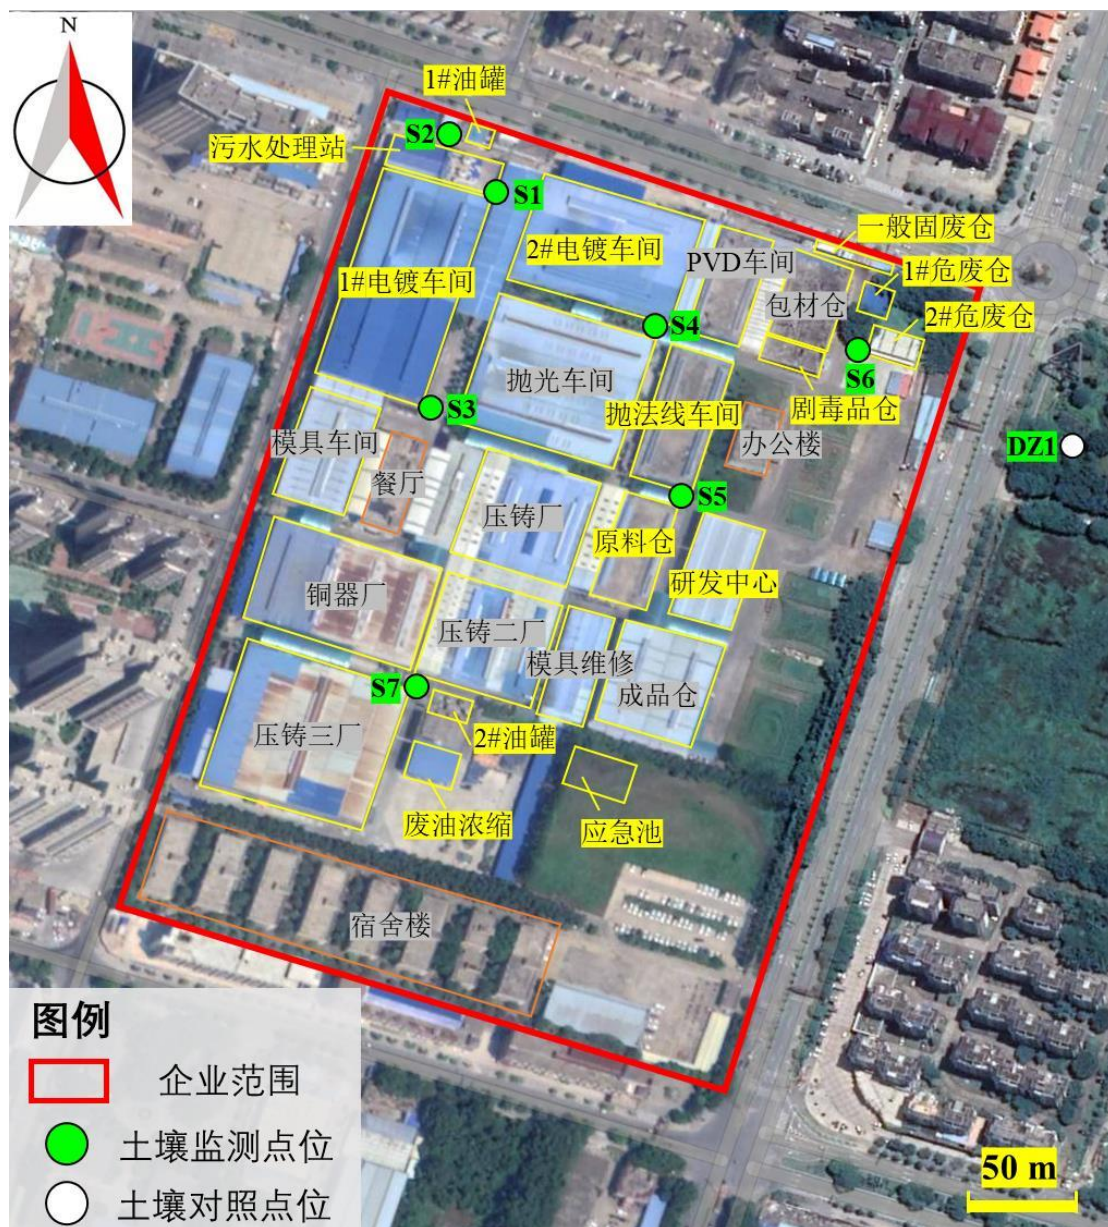 N
1#油罐
S2
污水处理站
S1
一般固废仓
2#电镀车间
PVD车间
1#危废仓
1#电镀车间
包材仓
2#危废仓
S4
S6
抛光车间
剧毒品仓
S3
抛法线车间
模具车间
办公楼
DZ1
餐厅
S5
压铸厂
原料仓
研发中心
铜器厂
压铸二厂
模具维修
S7
成品仓
压铸三厂
2#油罐
废油浓缩
应急池
宿舍楼
图例
企业范围
土壤监测点位
土壤对照点位
50 m